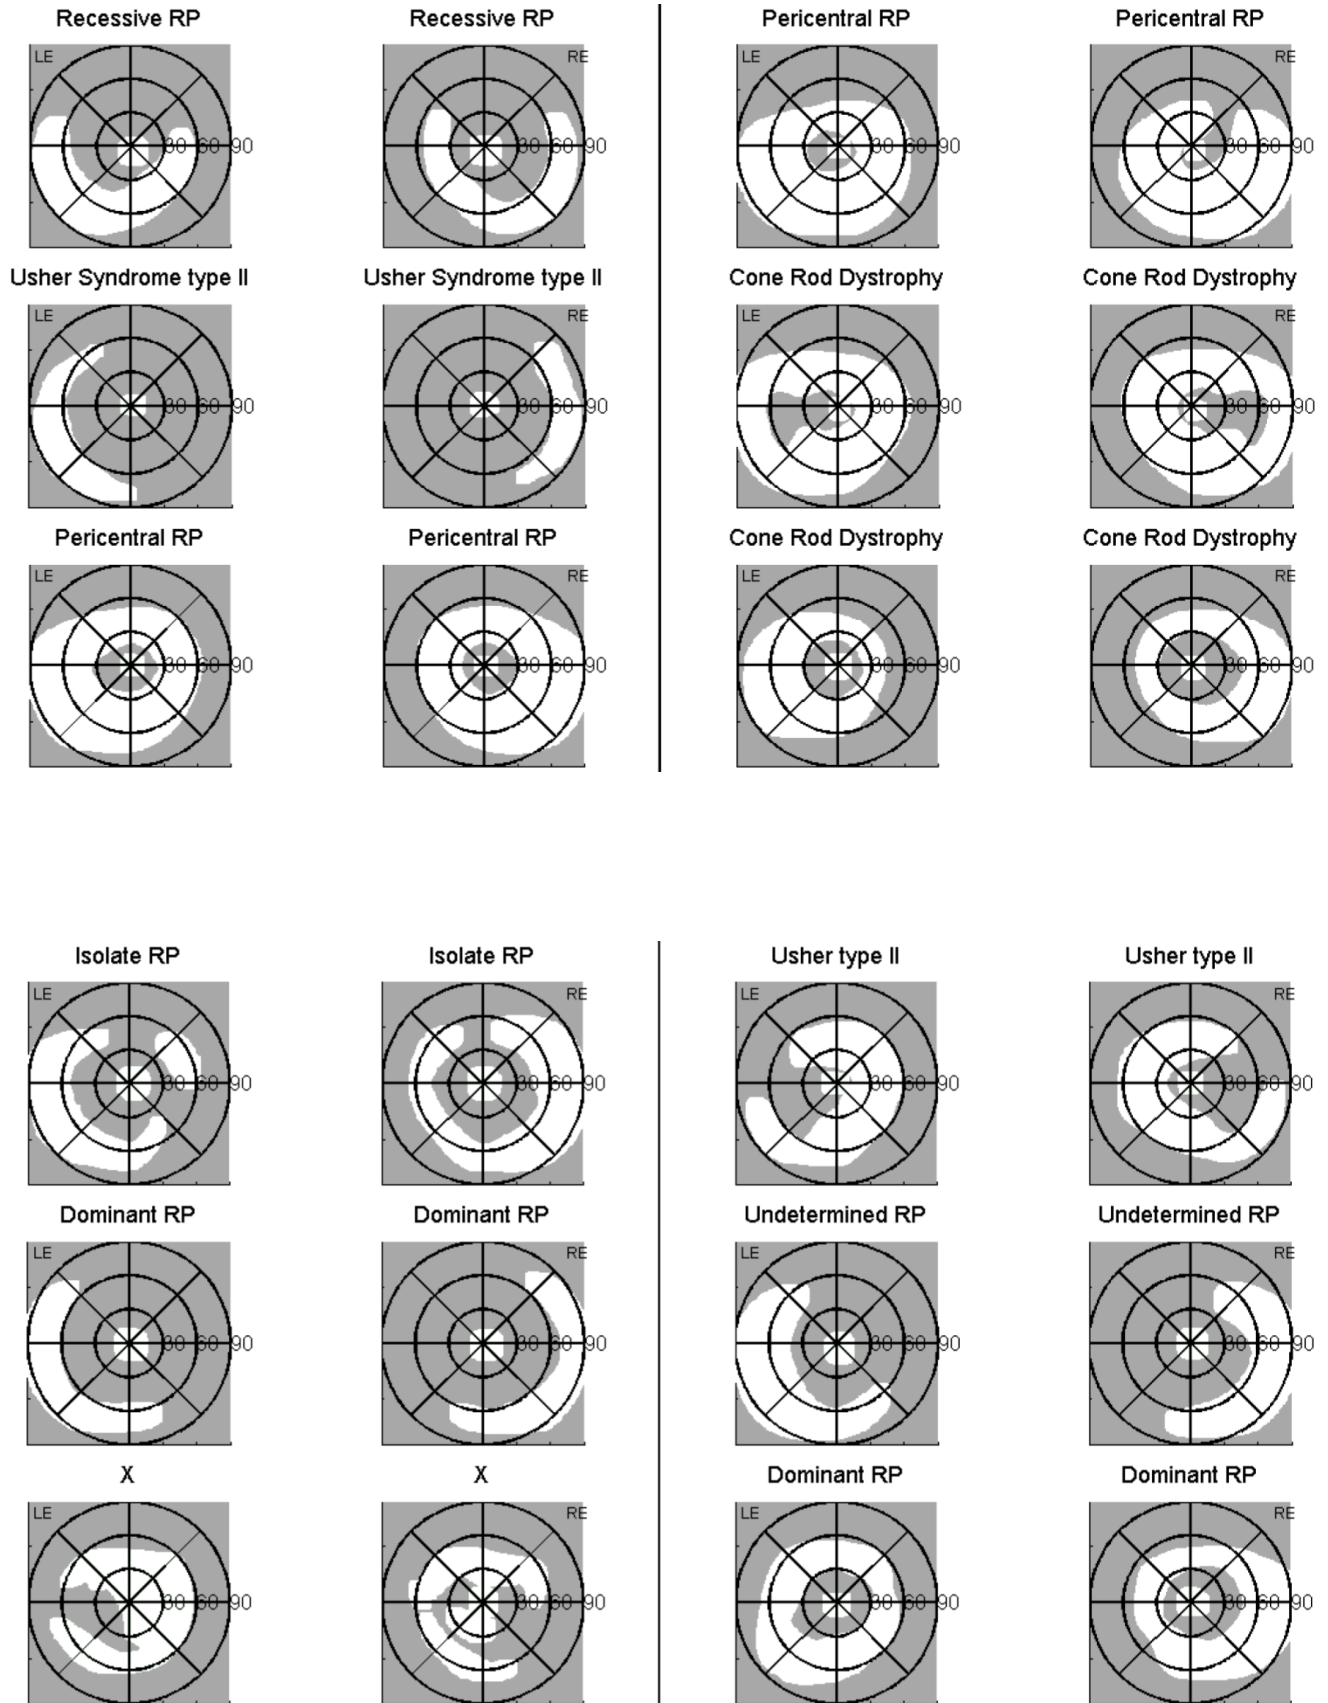 Recessive RP Recessive RP Pericentral RP Pericentral RP
LE RE LE RE
30 60 90 30 60 90 30 60 90 30 60 90
Usher Syndrome type II Usher Syndrome type II Cone Rod Dystrophy Cone Rod Dystrophy
LE RE LE RE
30 60 90 30 60 90 30 60 90 30 60 90
Pericentral RP Pericentral RP Cone Rod Dystrophy Cone Rod Dystrophy
LE RE LE RE
30 60 90 30 60 90 30 60 90 30 60 90
Isolate RP Isolate RP Usher type II Usher type II
LE RE LE RE
30 60 90 30 60 90 30 60 90 30 60 90
Dominant RP Dominant RP Undetermined RP Undetermined RP
LE RE LE RE
30 60 90 30 60 90 30 60 90 30 60 90
X X Dominant RP Dominant RP
LE RE LE RE
30 60 90 30 60 90 30 60 90 30 60 90